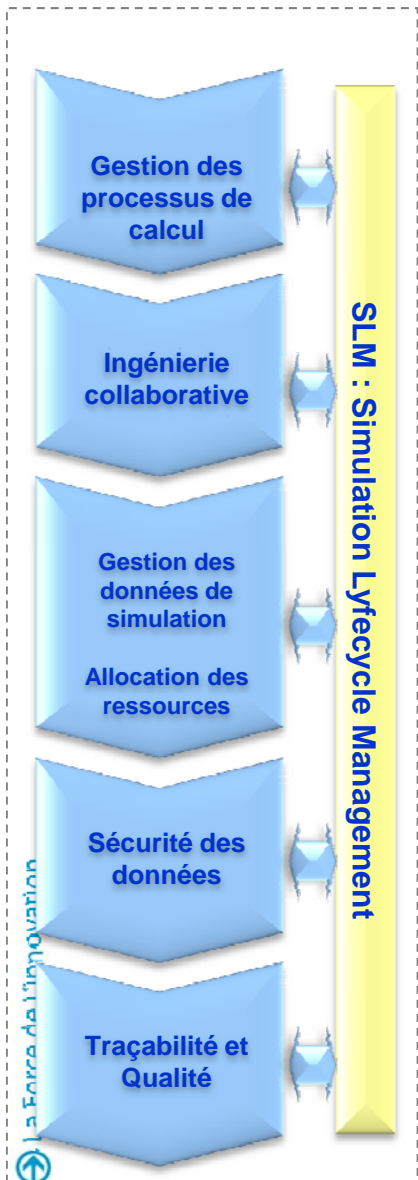 Gestion des
processus de
calcul
Ingénierie
collaborative
Gestion des
données de
simulation
Allocation des
ressources
Sécurité des
données
Traçabilité et
Qualité
SLM : Simulation Lyfecycle Management
La Force de l'innovation